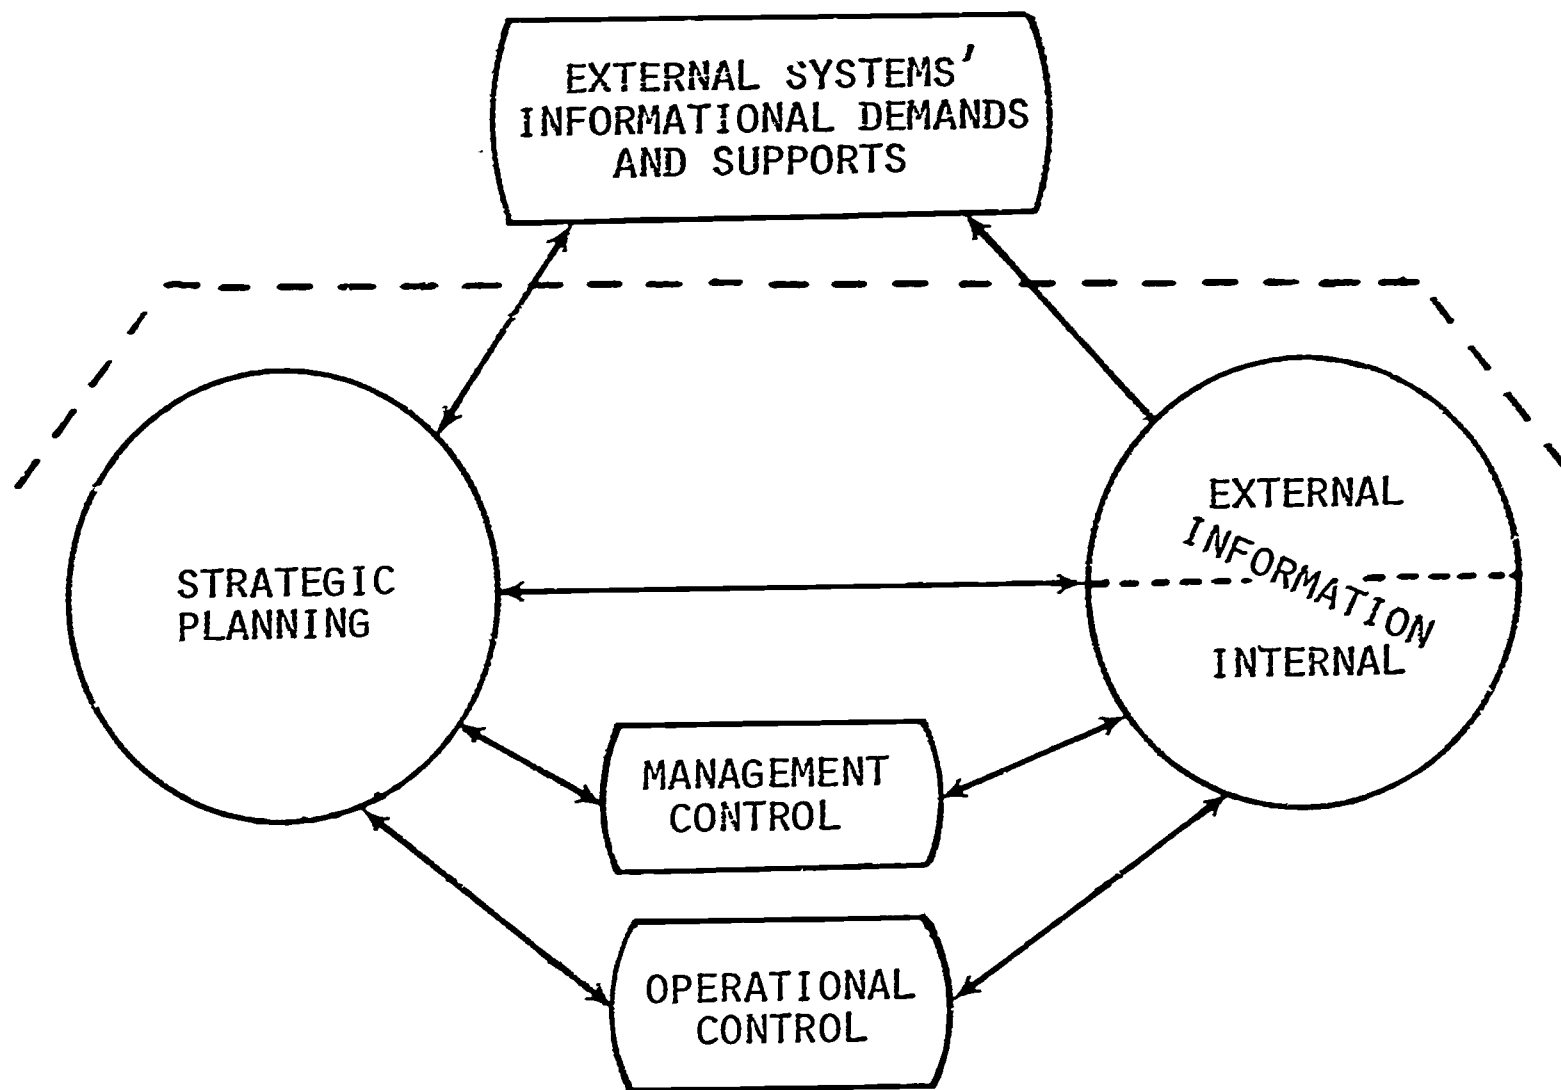 EXTERNAL SYSTEMS'
INFORMATIONAL DEMANDS
AND SUPPORTS
STRATEGIC
PLANNING
EXTERNAL
INFORMATION
INTERNAL
MANAGEMENT
CONTROL
OPERATIONAL
CONTROL